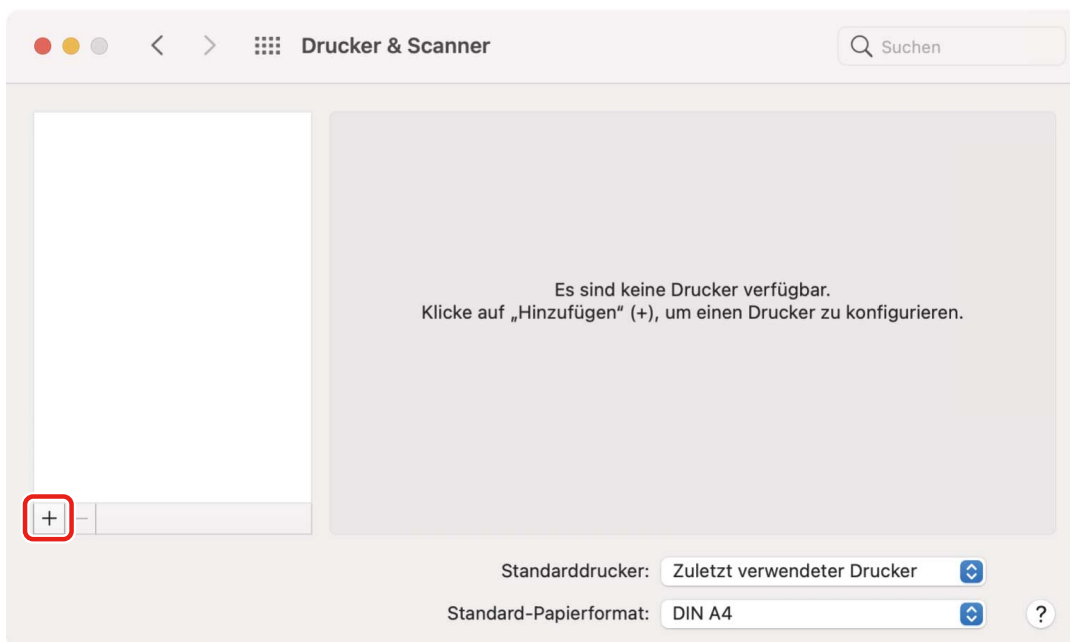 Drucker & Scanner
Suchen
Es sind keine Drucker verfügbar.
Klicke auf „Hinzufügen“ (+), um einen Drucker zu konfigurieren.
+ −
Standarddrucker: Zuletzt verwendeter Drucker
Standard-Papierformat: DIN A4
?